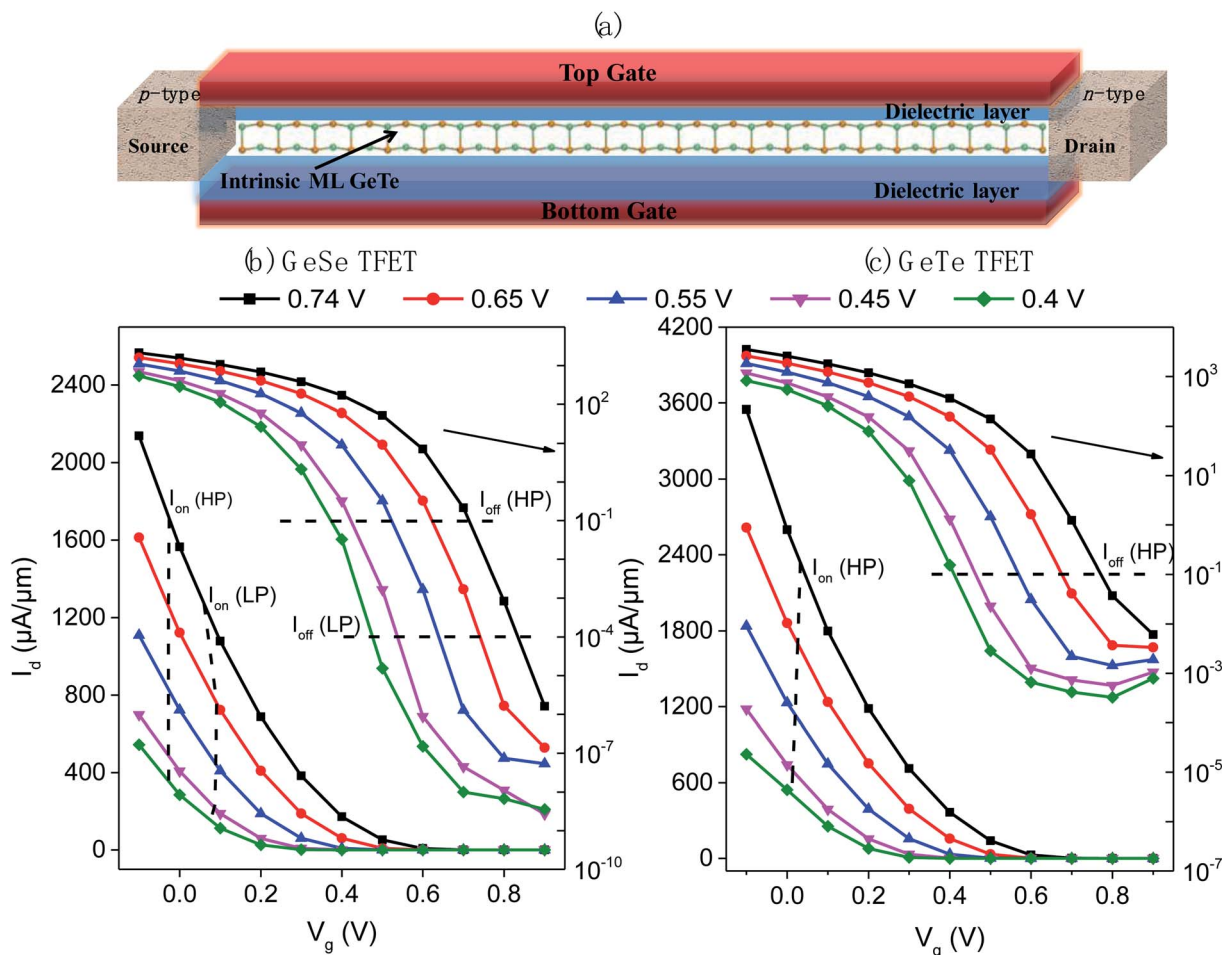 (a)
Top Gate
p-type
n-type
Dielectric layer
Source
Drain
Intrinsic ML GeTe
Dielectric layer
Bottom Gate
(b) GeSe TFET
(c) GeTe TFET
0.74 V
0.65 V
0.55 V
0.45 V
0.4 V
2400
2000
1600
1200
800
400
0
I_d (μA/μm)
I_on (HP)
I_on (LP)
I_off (HP)
I_off (LP)
10^2
10^-1
10^-4
10^-7
10^-10
0.0
0.2
0.4
0.6
0.8
V_g (V)
4200
3600
3000
2400
1800
1200
600
0
I_d (μA/μm)
I_on (HP)
I_off (HP)
10^3
10^1
10^-1
10^-3
10^-5
10^-7
0.0
0.2
0.4
0.6
0.8
V_g (V)